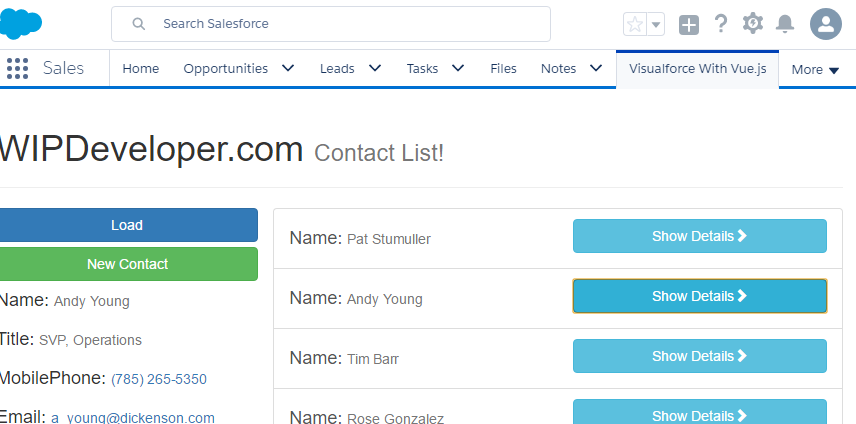 Search Salesforce
Sales Home Opportunities Leads Tasks Files Notes Visualforce With Vue.js More
WIPDeveloper.com Contact List!
Load
New Contact
Name: Andy Young
Title: SVP, Operations
MobilePhone: (785) 265-5350
Email: a_young@dickenson.com
Name: Pat Stumuller Show Details
Name: Andy Young Show Details
Name: Tim Barr Show Details
Name: Rose Gonzalez Show Details